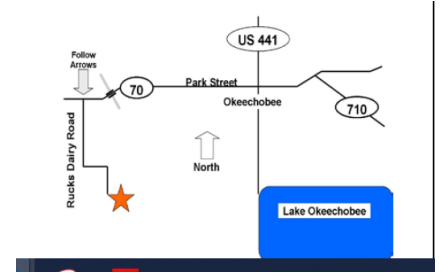 US 441
Follow
Arrows
70
Park Street
Okeechobee
710
Rucks Dairy Road
North
Lake Okeechobee